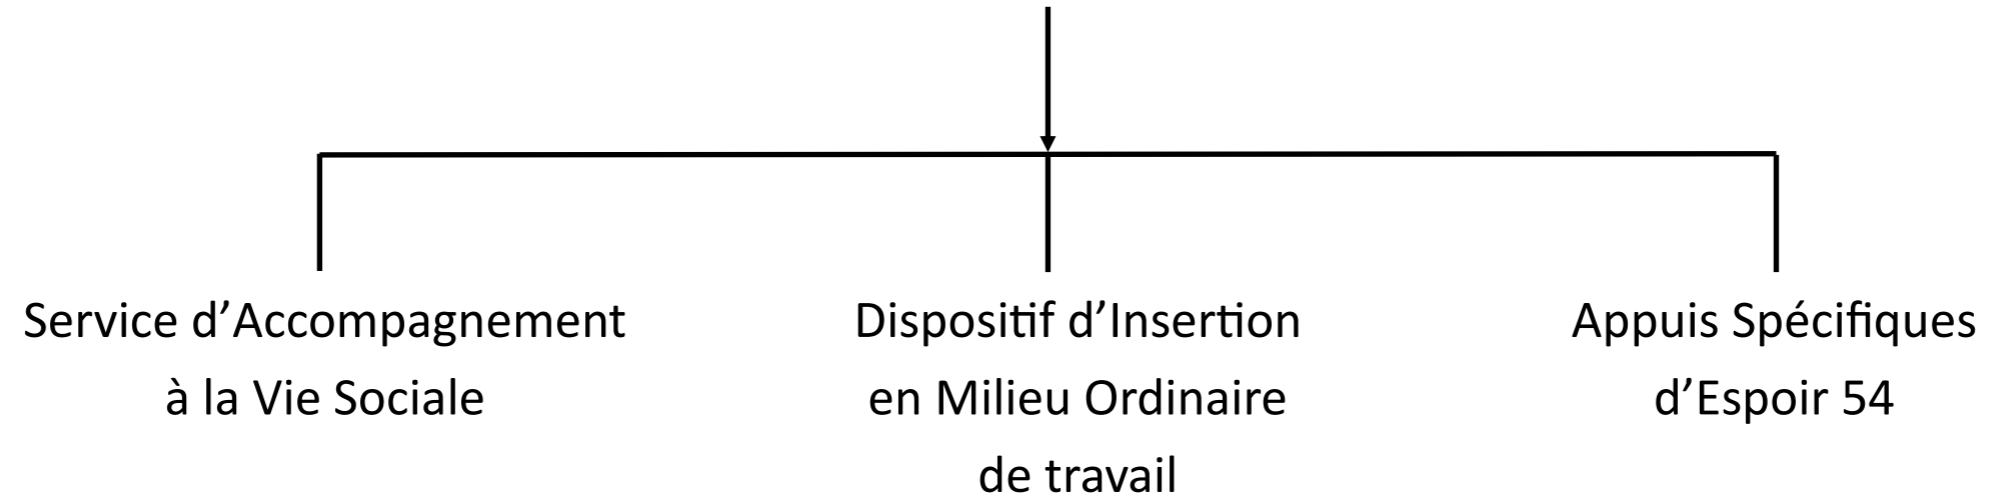 Service d’Accompagnement
à la Vie Sociale
Dispositif d’Insertion
en Milieu Ordinaire
de travail
Appuis Spécifiques
d’Espoir 54